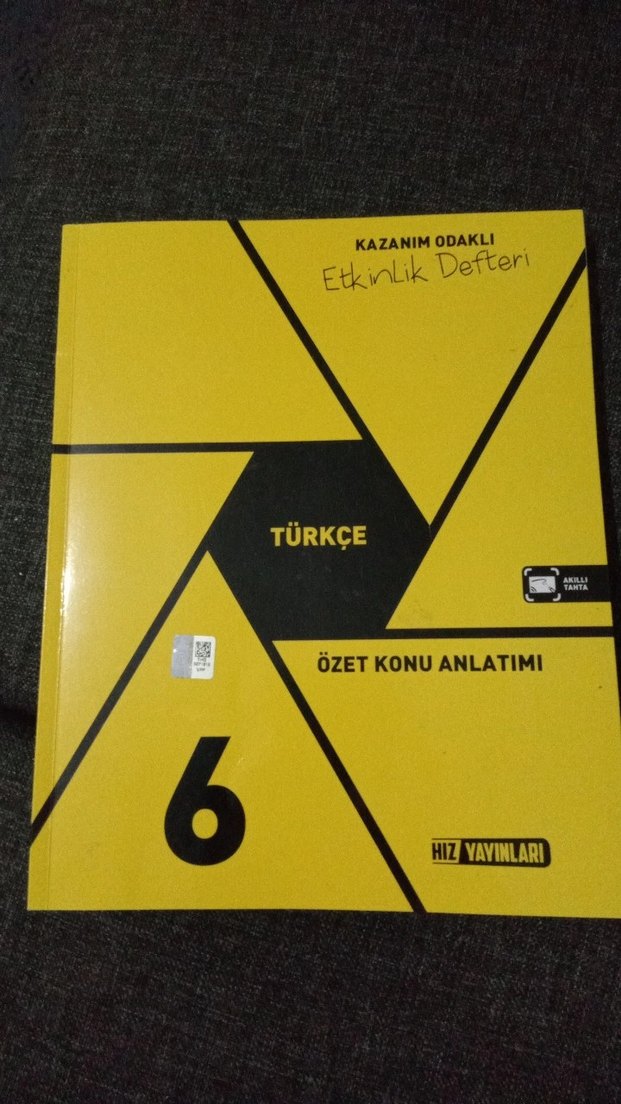 KAZANIM ODAKLI
Etkinlik Defteri
TÜRKÇE
AKILLI
TAHTA
ÖZET KONU ANLATIMI
6
HIZ YAYINLARI